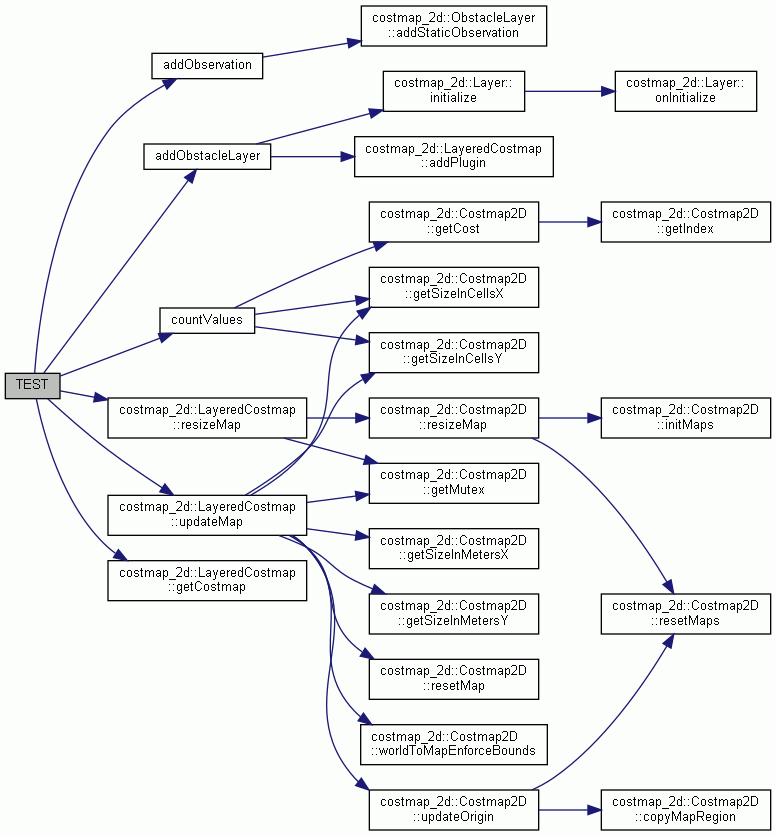 costmap_2d::ObstacleLayer
::addStaticObservation
addObservation
costmap_2d::Layer::
initialize
costmap_2d::Layer::
onInitialize
addObstacleLayer
costmap_2d::LayeredCostmap
::addPlugin
costmap_2d::Costmap2D
::getCost
costmap_2d::Costmap2D
::getIndex
costmap_2d::Costmap2D
::getSizeInCellsX
countValues
costmap_2d::Costmap2D
::getSizeInCellsY
TEST
costmap_2d::LayeredCostmap
::resizeMap
costmap_2d::Costmap2D
::resizeMap
costmap_2d::Costmap2D
::initMaps
costmap_2d::Costmap2D
::getMutex
costmap_2d::LayeredCostmap
::updateMap
costmap_2d::Costmap2D
::getSizeInMetersX
costmap_2d::LayeredCostmap
::getCostmap
costmap_2d::Costmap2D
::getSizeInMetersY
costmap_2d::Costmap2D
::resetMaps
costmap_2d::Costmap2D
::resetMap
costmap_2d::Costmap2D
::worldToMapEnforceBounds
costmap_2d::Costmap2D
::updateOrigin
costmap_2d::Costmap2D
::copyMapRegion